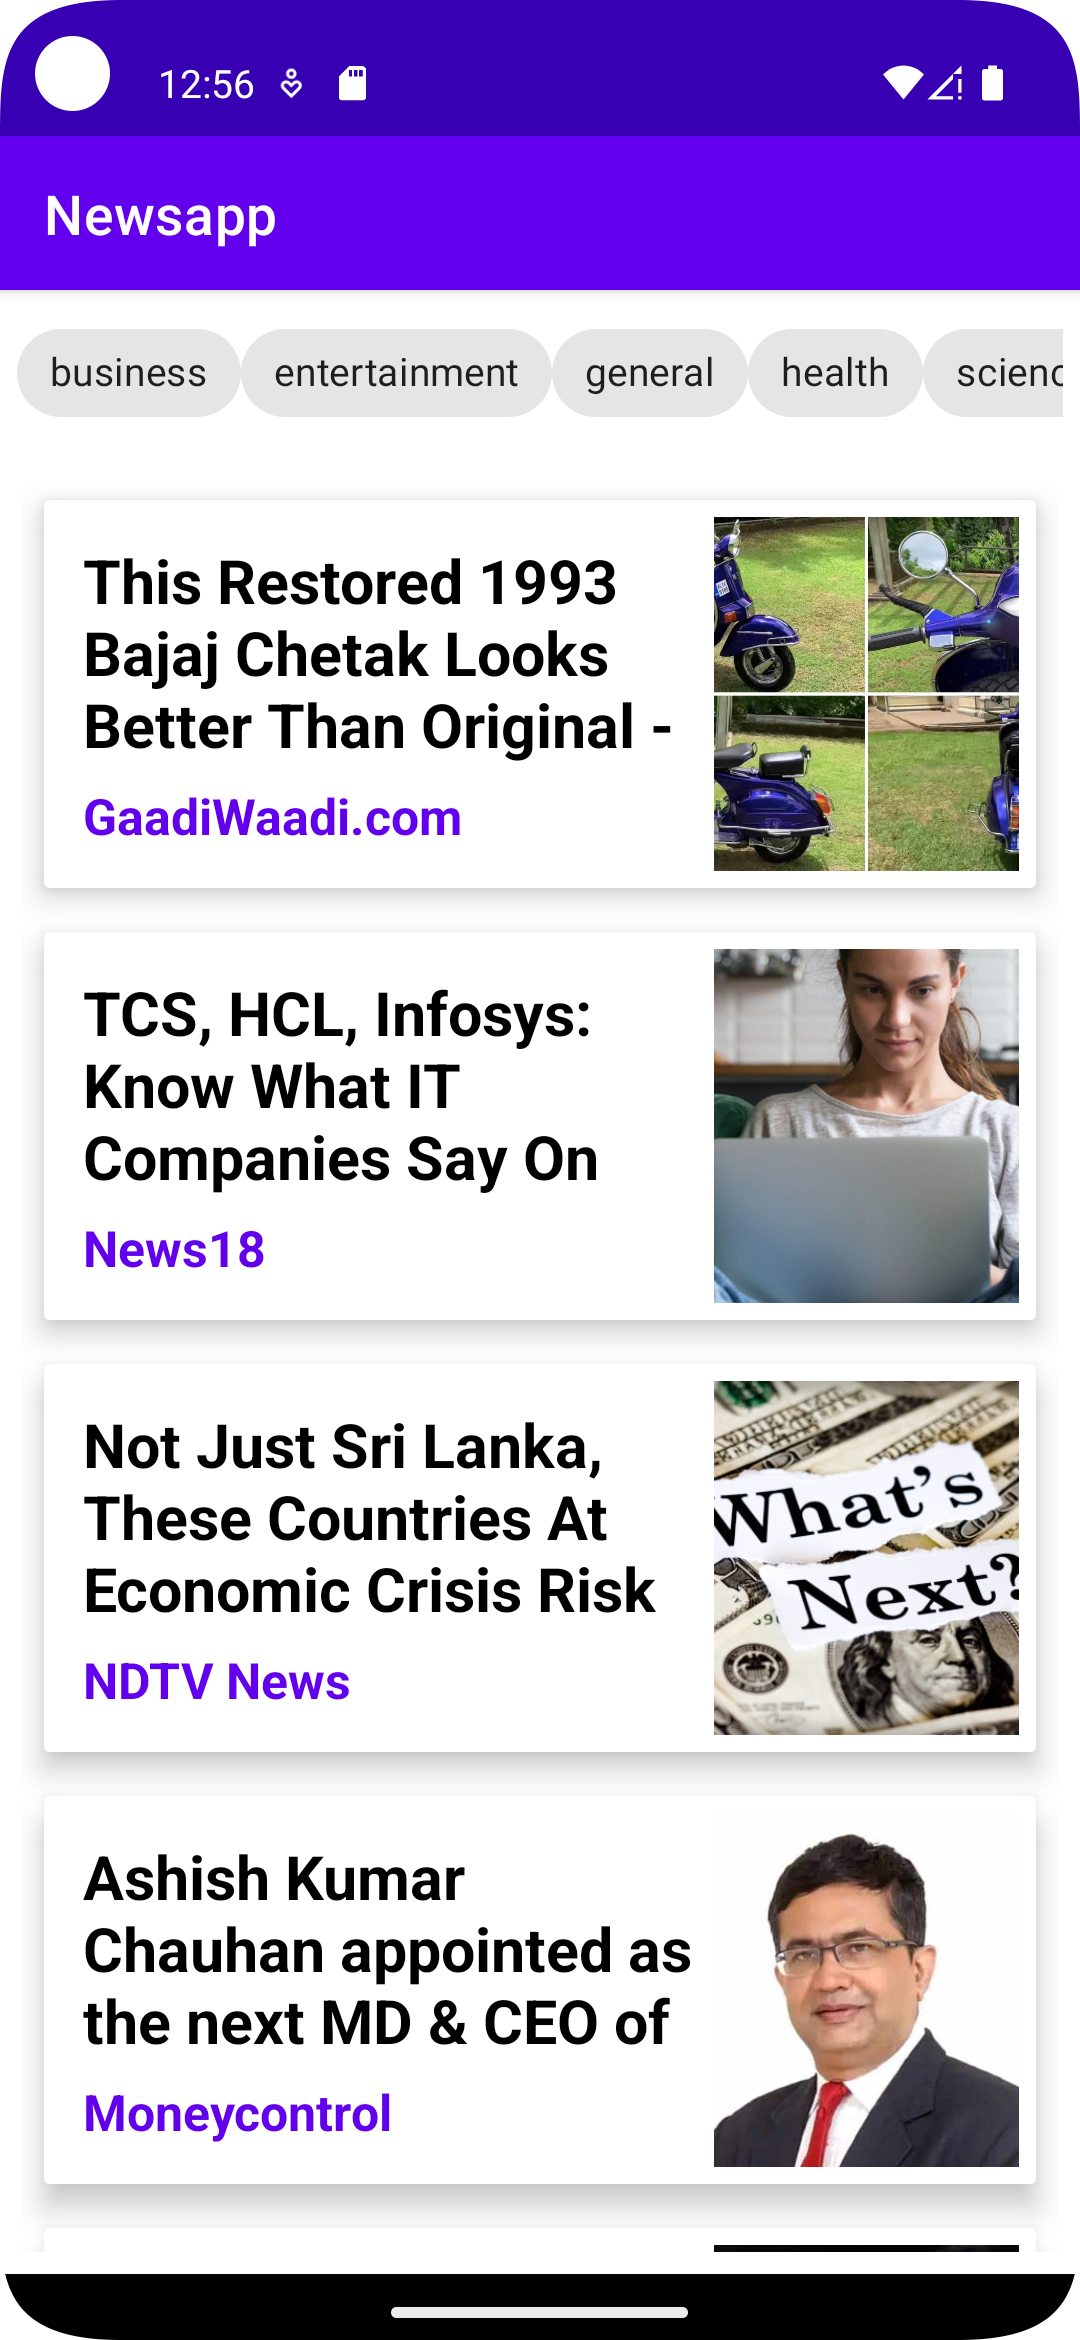 12:56
Newsapp
business entertainment general health scienc
This Restored 1993
Bajaj Chetak Looks
Better Than Original -
GaadiWaadi.com
TCS, HCL, Infosys:
Know What IT
Companies Say On
News18
Not Just Sri Lanka,
These Countries At
Economic Crisis Risk
NDTV News
What's
Next?
Ashish Kumar
Chauhan appointed as
the next MD & CEO of
Moneycontrol